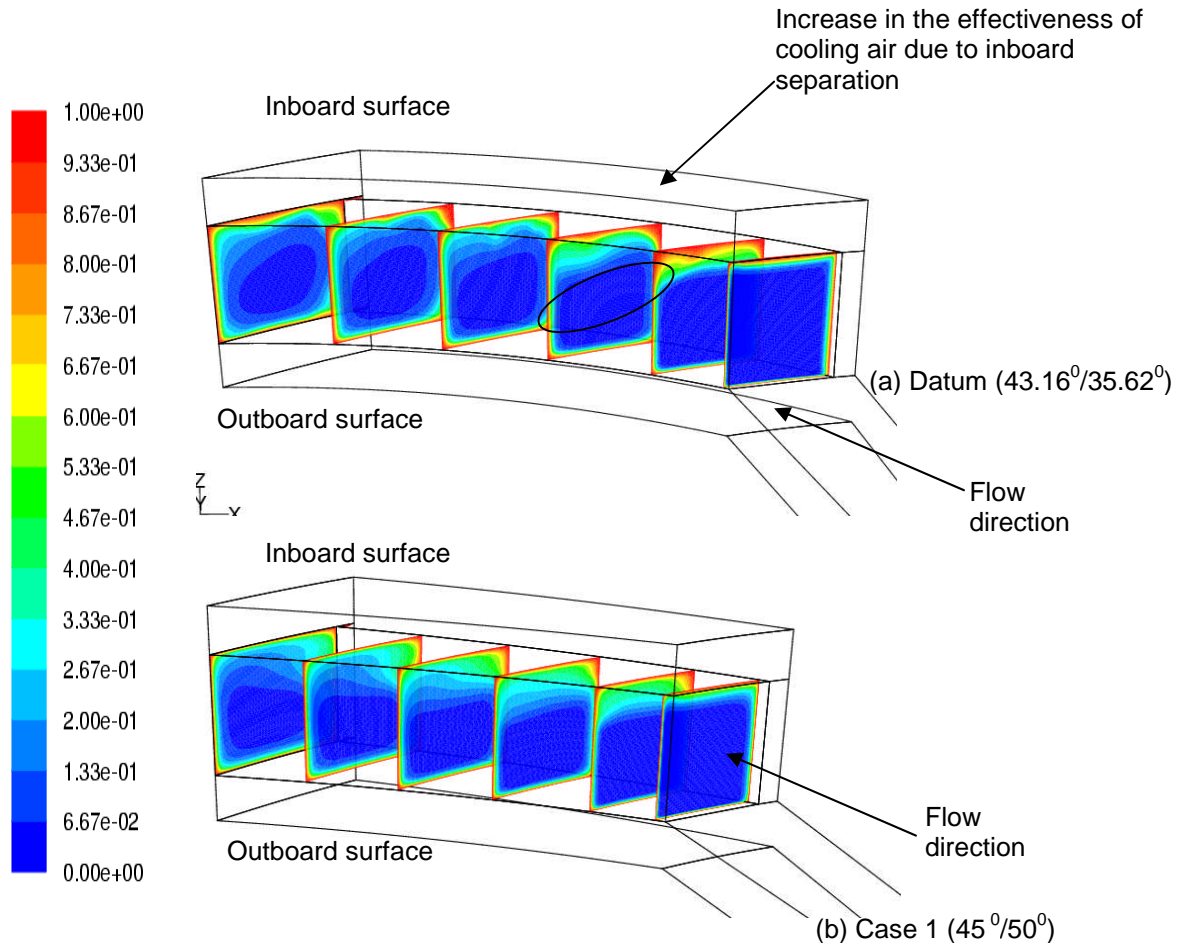 Increase in the effectiveness of
cooling air due to inboard
separation
Inboard surface
1.00e+00
9.33e-01
8.67e-01
8.00e-01
7.33e-01
6.67e-01
6.00e-01
5.33e-01
4.67e-01
4.00e-01
3.33e-01
2.67e-01
2.00e-01
1.33e-01
6.67e-02
0.00e+00
(a) Datum (43.16⁰/35.62⁰)
Outboard surface
Flow
direction
Z
Y
X
Inboard surface
Flow
direction
Outboard surface
(b) Case 1 (45 ⁰/50⁰)